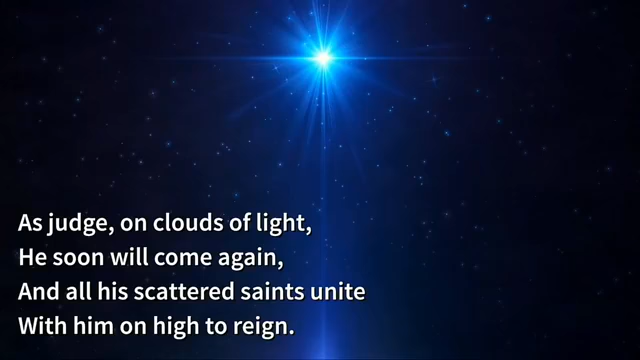 As judge, on clouds of light,
He soon will come again,
And all his scattered saints unite
With him on high to reign.